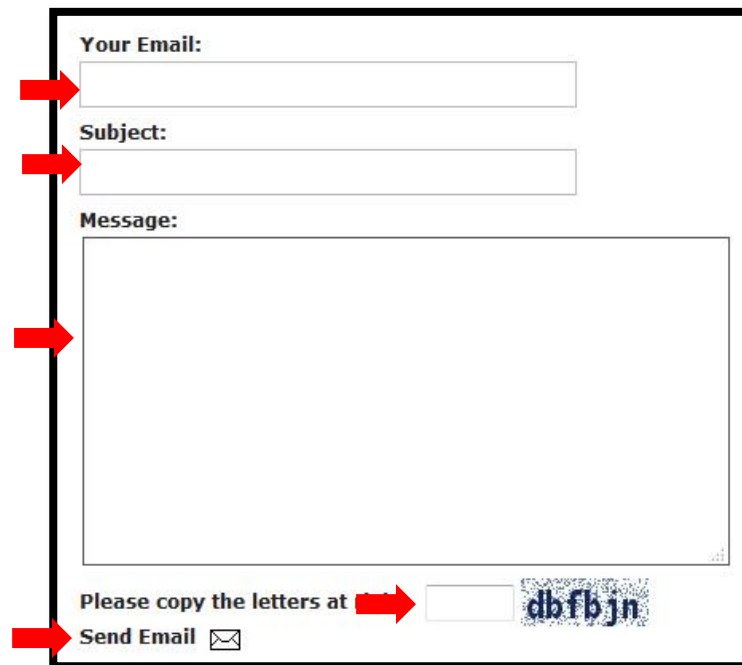 Your Email:
Subject:
Message:
Please copy the letters at
dbfbjn
Send Email